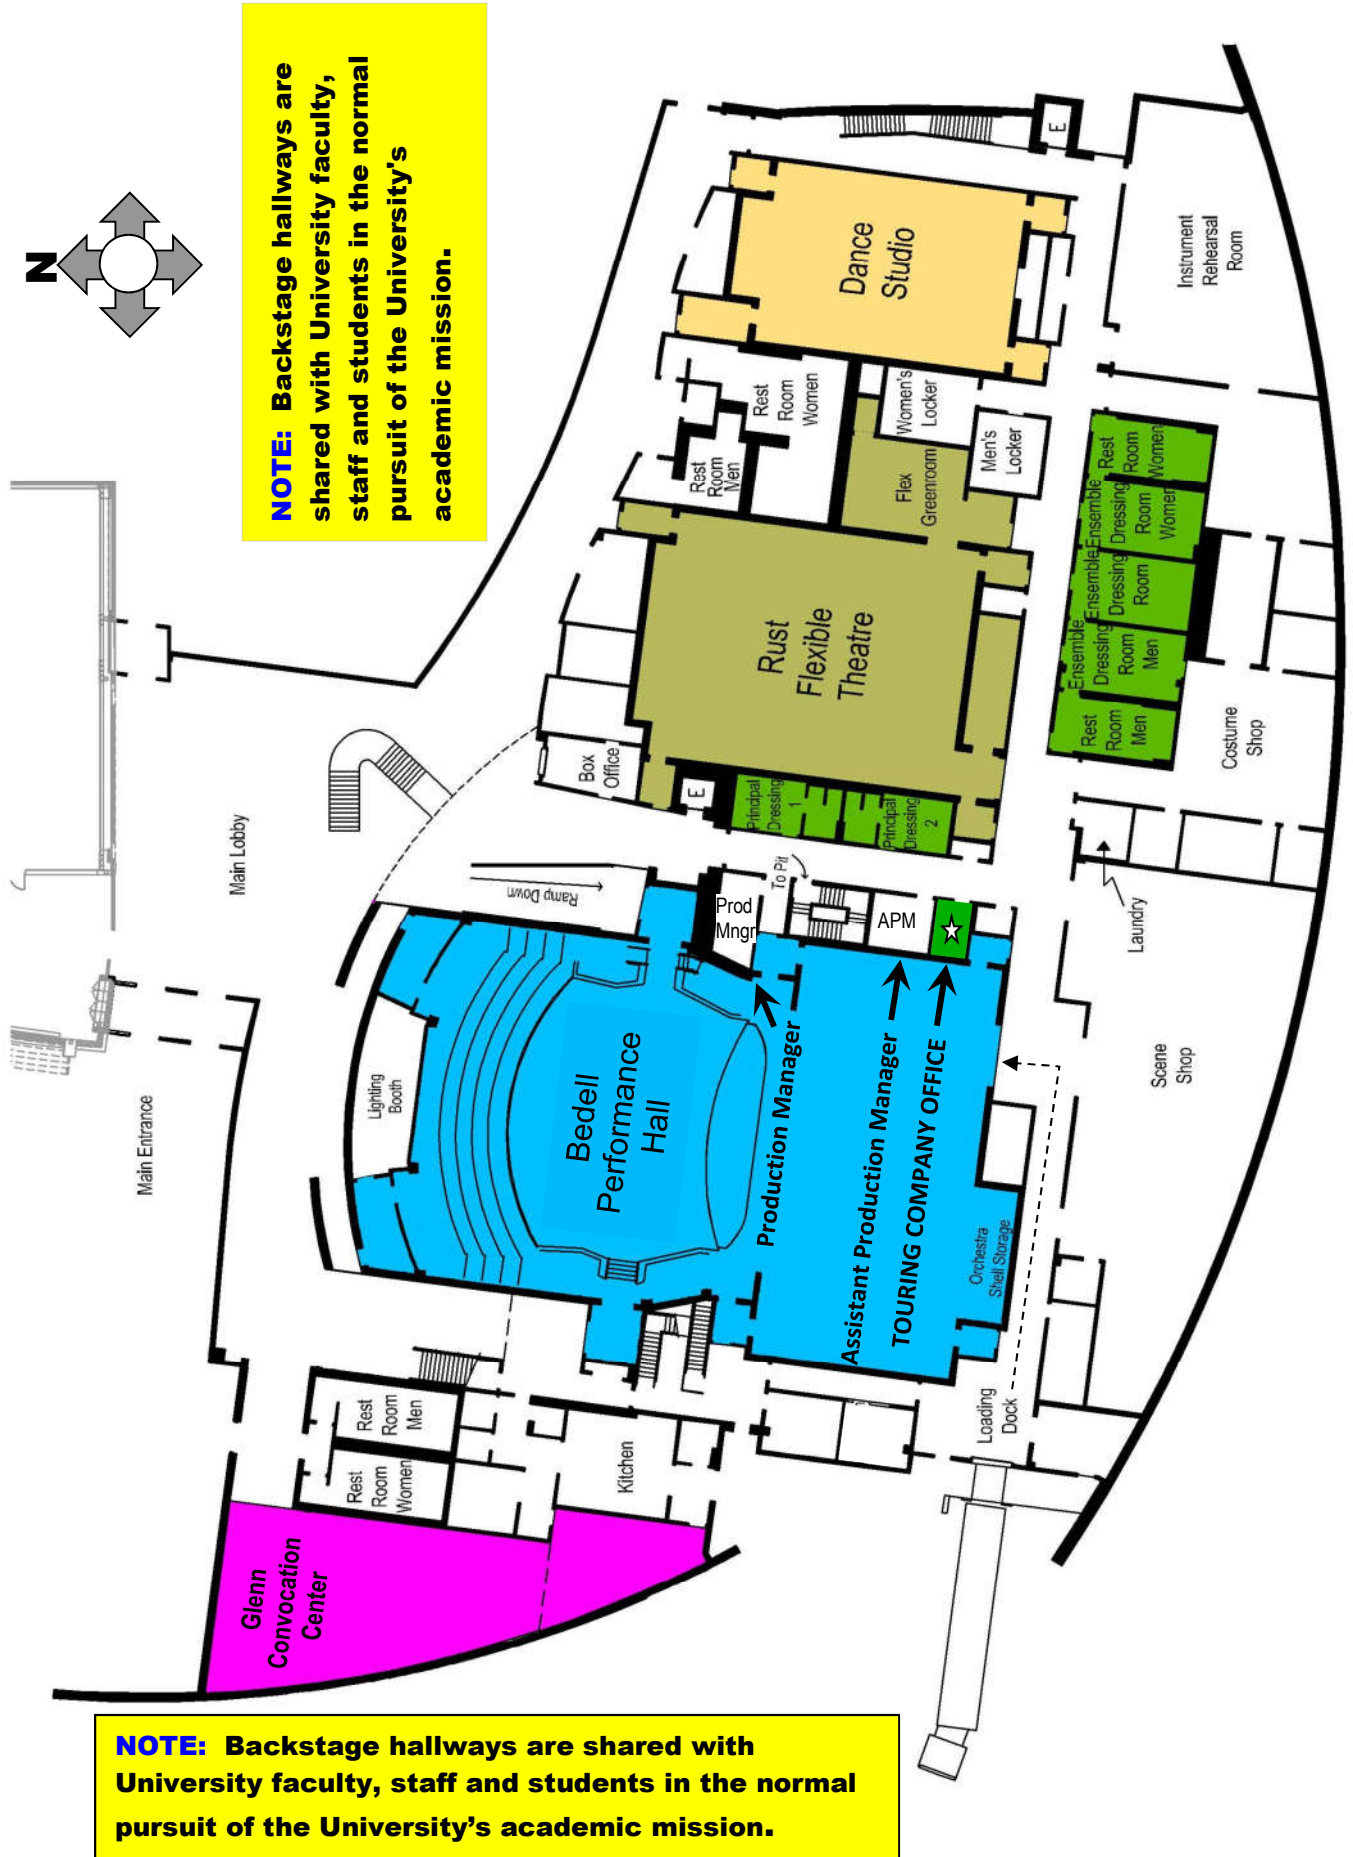 N
NOTE: Backstage hallways are
shared with University faculty,
staff and students in the normal
pursuit of the University's
academic mission.
E
Dance
Studio
Instrument
Rehearsal
Room
Rest
Room
Women
Rest
Room
Men
Women's
Locker
Men's
Locker
Flex
Greenroom
Rest
Room
Women
Ensemble
Dressing
Room
Women
Ensemble
Dressing
Room
Ensemble
Dressing
Room
Men
Rest
Room
Men
Rust
Flexible
Theatre
Costume
Shop
Box
Office
E
Principal
Dressing
1
Principal
Dressing
2
Main Lobby
Ramp Down
To Pit
Prod
Mngr
APM
Laundry
Main Entrance
Lighting
Booth
Bedell
Performance
Hall
Production Manager
Assistant Production Manager
TOURING COMPANY OFFICE
Scene
Shop
Orchestra
Shell Storage
Loading
Dock
Rest
Room
Men
Rest
Room
Women
Kitchen
Glenn
Convocation
Center
NOTE: Backstage hallways are shared with
University faculty, staff and students in the normal
pursuit of the University’s academic mission.